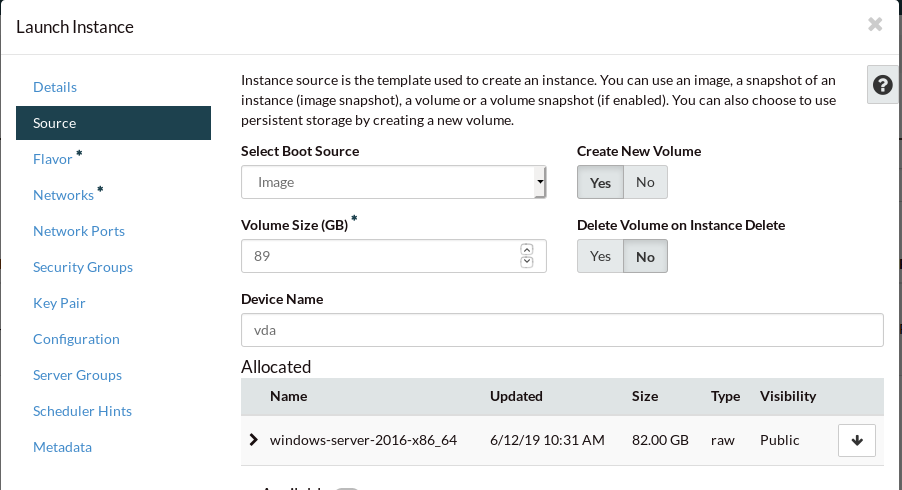 Launch Instance
×
Details
Source
Flavor *
Networks *
Network Ports
Security Groups
Key Pair
Configuration
Server Groups
Scheduler Hints
Metadata
Instance source is the template used to create an instance. You can use an image, a snapshot of an
instance (image snapshot), a volume or a volume snapshot (if enabled). You can also choose to use
persistent storage by creating a new volume.
?
Select Boot Source
Image
Create New Volume
Yes No
Volume Size (GB) *
89
Delete Volume on Instance Delete
Yes No
Device Name
vda
Allocated
Name Updated Size Type Visibility
windows-server-2016-x86_64 6/12/19 10:31 AM 82.00 GB raw Public